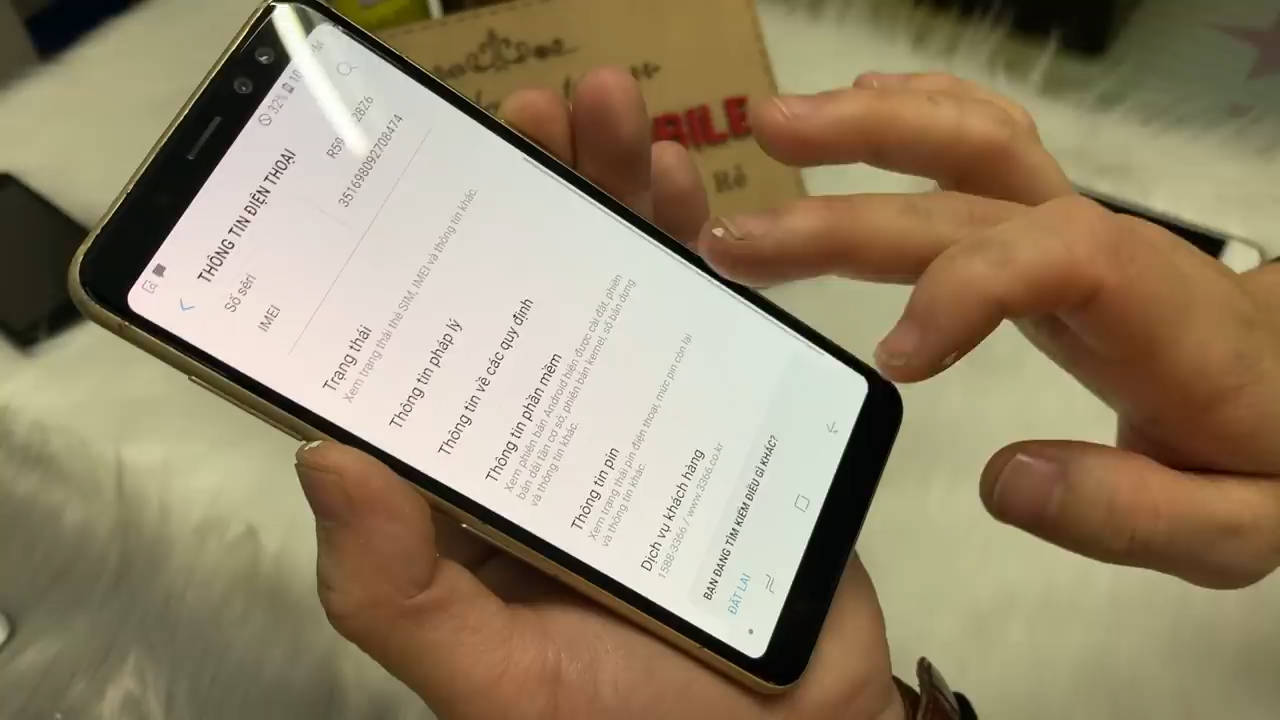 32%
THÔNG TIN ĐIỆN THOẠI
Số sêri
IMEI
351698092708474
Trạng thái
Xem trạng thái thẻ SIM, IMEI và thông tin khác.
Thông tin pháp lý
Thông tin về các quy định
Thông tin phần mềm
Xem phiên bản Android hiện được cài đặt, phiên
bản dải tần cơ sở, phiên bản kernel, số bản dựng
và thông tin khác.
Thông tin pin
Xem trạng thái pin điện thoại, mức pin còn lại
và thông tin khác.
Dịch vụ khách hàng
1588-3366 / www.3366.co.kr
BẠN ĐANG TÌM KIẾM ĐIỀU GÌ KHÁC?
ĐẶT LẠI
Rẻ